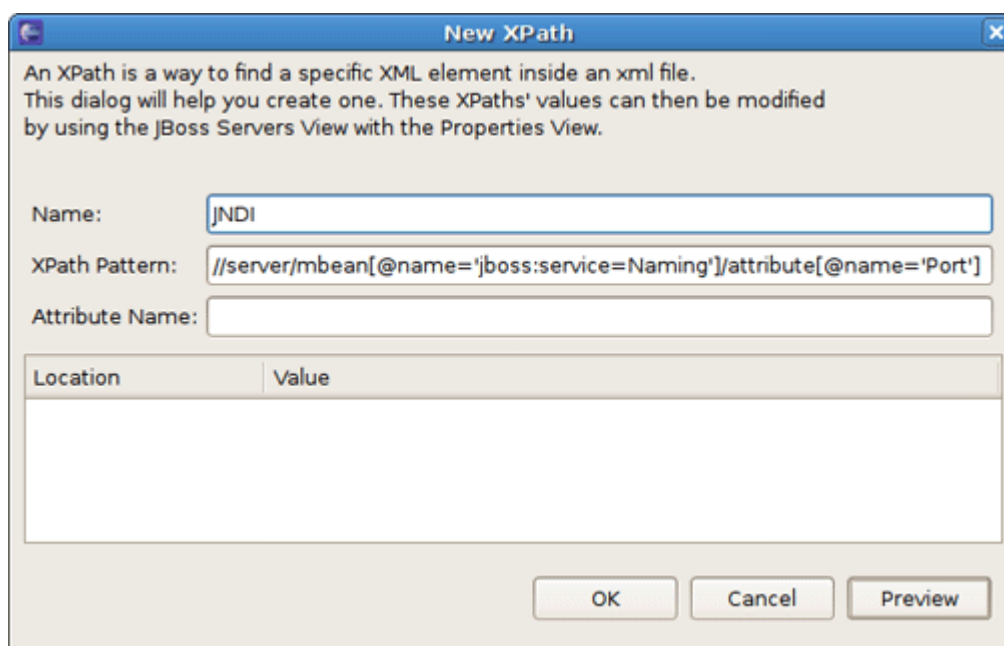 New XPath
An XPath is a way to find a specific XML element inside an xml file.
This dialog will help you create one. These XPaths' values can then be modified
by using the JBoss Servers View with the Properties View.
Name: JNDI
XPath Pattern: //server/mbean[@name='jboss:service=Naming']/attribute[@name='Port']
Attribute Name:
Location Value
OK Cancel Preview